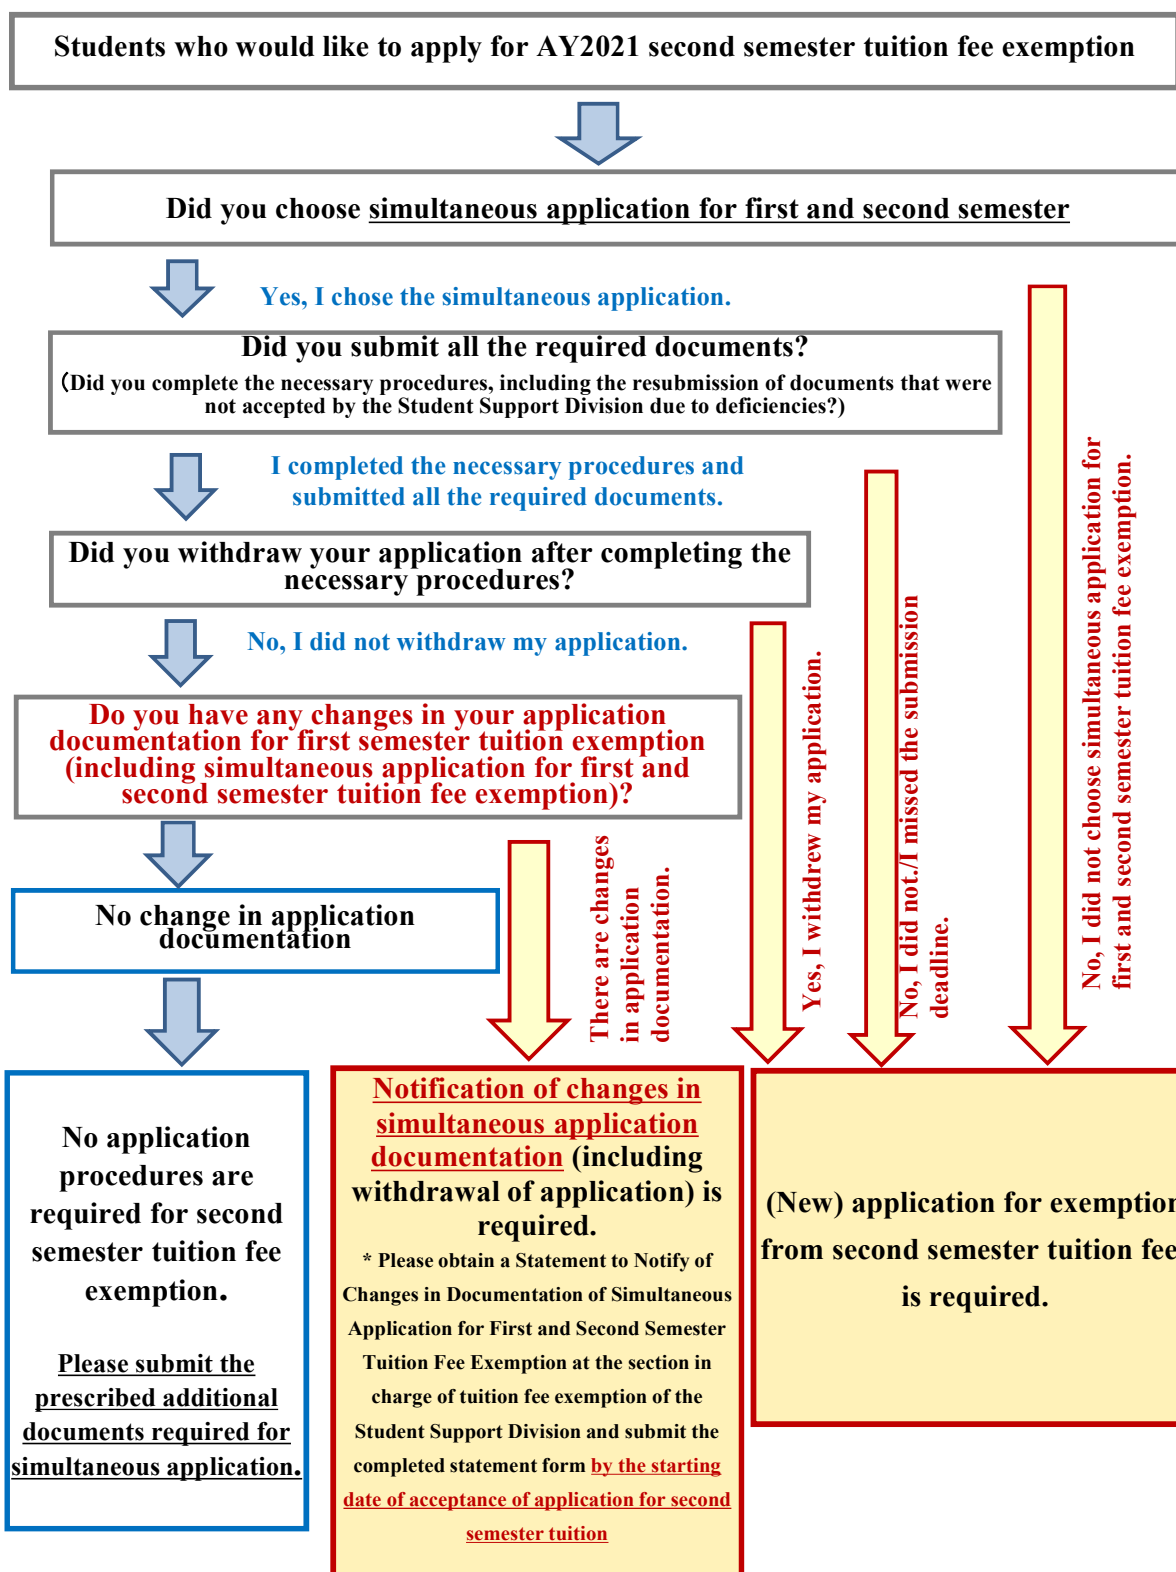 Students who would like to apply for AY2021 second semester tuition fee exemption
Did you choose simultaneous application for first and second semester
Yes, I chose the simultaneous application.
Did you submit all the required documents?
(Did you complete the necessary procedures, including the resubmission of documents that were
not accepted by the Student Support Division due to deficiencies?)
I completed the necessary procedures and
submitted all the required documents.
Did you withdraw your application after completing the
necessary procedures?
No, I did not withdraw my application.
Do you have any changes in your application
documentation for first semester tuition exemption
(including simultaneous application for first and
second semester tuition fee exemption)?
No change in application
documentation
There are changes
in application
documentation.
Yes, I withdrew my application.
No, I did not./I missed the submission
deadline.
No, I did not choose simultaneous application for
first and second semester tuition fee exemption.
No application
procedures are
required for second
semester tuition fee
exemption.
Please submit the
prescribed additional
documents required for
simultaneous application.
Notification of changes in
simultaneous application
documentation (including
withdrawal of application) is
required.
* Please obtain a Statement to Notify of
Changes in Documentation of Simultaneous
Application for First and Second Semester
Tuition Fee Exemption at the section in
charge of tuition fee exemption of the
Student Support Division and submit the
completed statement form by the starting
date of acceptance of application for second
semester tuition
(New) application for exemption
from second semester tuition fee
is required.